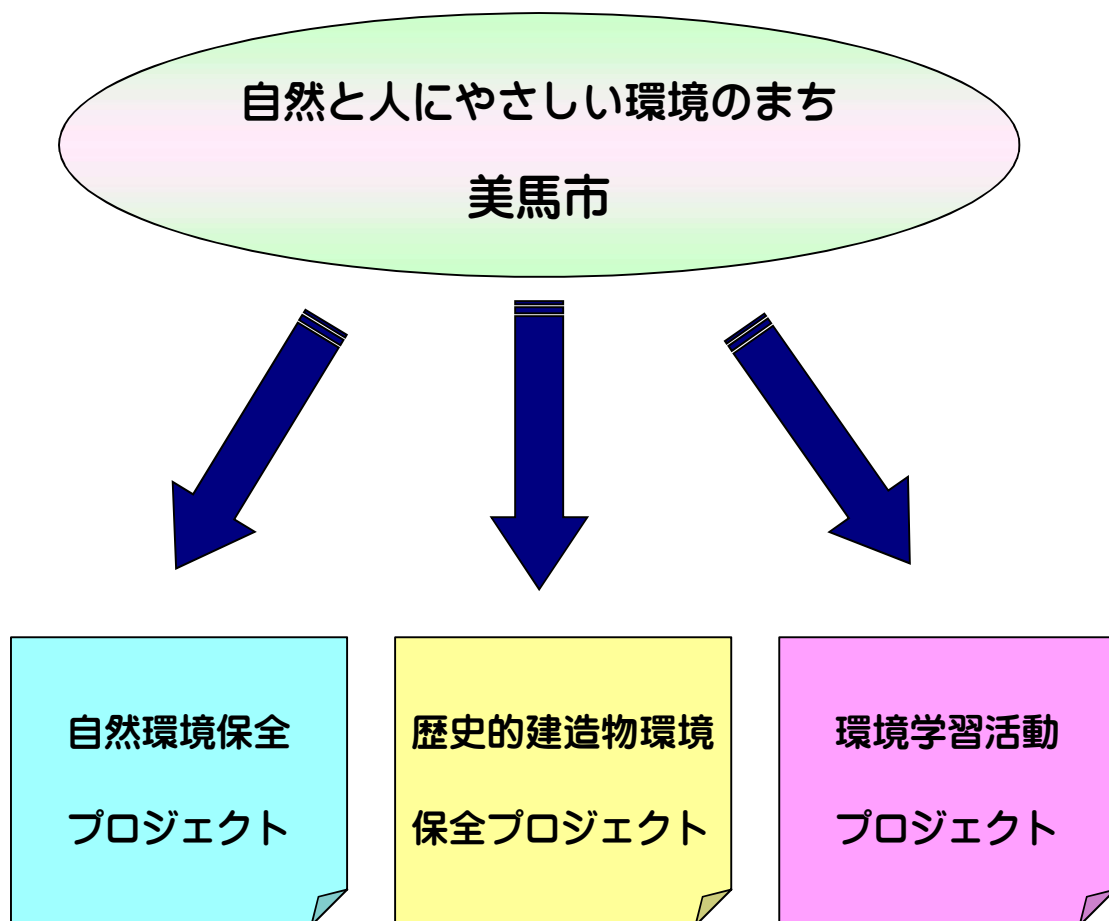 自然と人にやさしい環境のまち
美馬市
自然環境保全
プロジェクト
歴史的建造物環境
保全プロジェクト
環境学習活動
プロジェクト